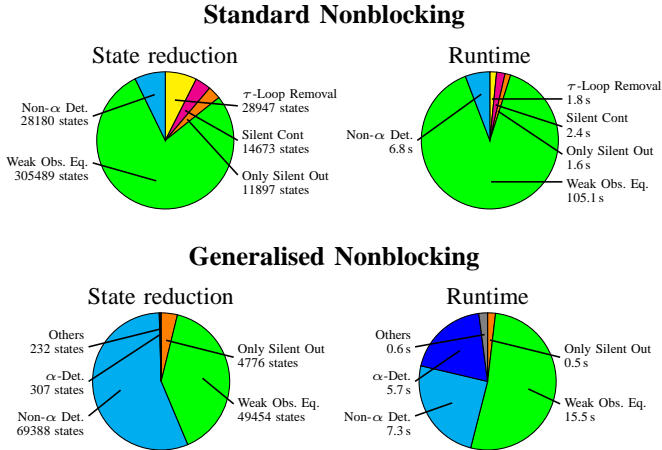 Standard Nonblocking
State reduction
Non-α Det.
28180 states
Weak Obs. Eq.
305489 states
τ-Loop Removal
28947 states
Silent Cont
14673 states
Only Silent Out
11897 states
Runtime
Non-α Det.
6.8 s
τ-Loop Removal
1.8 s
Silent Cont
2.4 s
Only Silent Out
1.6 s
Weak Obs. Eq.
105.1 s
Generalised Nonblocking
State reduction
Others
232 states
α-Det.
307 states
Non-α Det.
69388 states
Only Silent Out
4776 states
Weak Obs. Eq.
49454 states
Runtime
Others
0.6 s
α-Det.
5.7 s
Non-α Det.
7.3 s
Only Silent Out
0.5 s
Weak Obs. Eq.
15.5 s